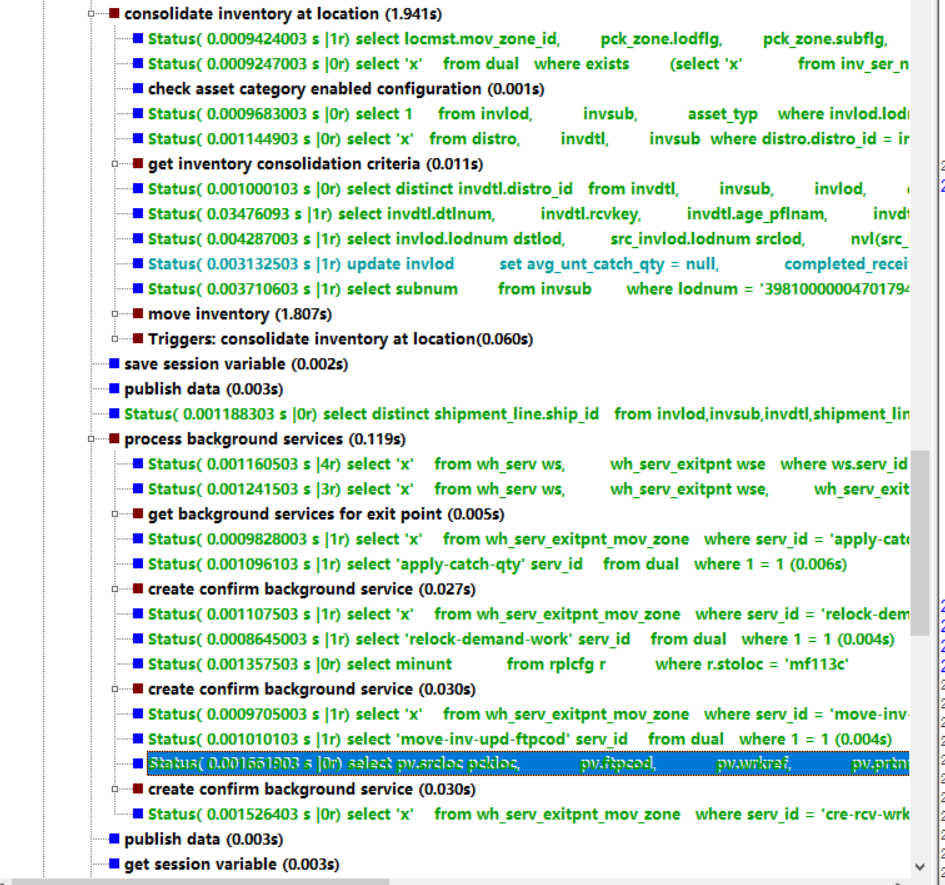 consolidate inventory at location (1.941s)
Status( 0.0009424003 s |1r) select locmst.mov_zone_id, pck_zone.lodflg, pck_zone.subflg,
Status( 0.0009247003 s |0r) select 'x' from dual where exists (select 'x' from inv_ser_n
check asset category enabled configuration (0.001s)
Status( 0.0009683003 s |0r) select 1 from invlod, invsub, asset_typ where invlod.lod
Status( 0.001144903 s |0r) select 'x' from distro, invdtl, invsub where distro.distro_id = ir
get inventory consolidation criteria (0.011s)
Status( 0.001000103 s |0r) select distinct invdtl.distro_id from invdtl, invsub, invlod,
Status( 0.03476093 s |1r) select invdtl.dtlnum, invdtl.rcvkey, invdtl.age_pflnam, invdt
Status( 0.004287003 s |1r) select invlod.lodnum dstlod, src_invlod.lodnum srclod, nvl(src_
Status( 0.003132503 s |1r) update invlod set avg_unt_catch_qty = null, completed_recei
Status( 0.003710603 s |1r) select subnum from invsub where lodnum = '39810000004701794
move inventory (1.807s)
Triggers: consolidate inventory at location(0.060s)
save session variable (0.002s)
publish data (0.003s)
Status( 0.001188303 s |0r) select distinct shipment_line.ship_id from invlod,invsub,invdtl,shipment_lin
process background services (0.119s)
Status( 0.001160503 s |4r) select 'x' from wh_serv ws, wh_serv_exitpnt wse where ws.serv_id
Status( 0.001241503 s |3r) select 'x' from wh_serv ws, wh_serv_exitpnt wse, wh_serv_exit
get background services for exit point (0.005s)
Status( 0.0009828003 s |1r) select 'x' from wh_serv_exitpnt_mov_zone where serv_id = 'apply-catc
Status( 0.001096103 s |1r) select 'apply-catch-qty' serv_id from dual where 1 = 1 (0.006s)
create confirm background service (0.027s)
Status( 0.001107503 s |1r) select 'x' from wh_serv_exitpnt_mov_zone where serv_id = 'relock-dem
Status( 0.0008645003 s |1r) select 'relock-demand-work' serv_id from dual where 1 = 1 (0.004s)
Status( 0.001357503 s |0r) select minunt from rplcfg r where r.stoloc = 'mf113c'
create confirm background service (0.030s)
Status( 0.0009705003 s |1r) select 'x' from wh_serv_exitpnt_mov_zone where serv_id = 'move-inv-
Status( 0.001010103 s |1r) select 'move-inv-upd-ftpcod' serv_id from dual where 1 = 1 (0.004s)
Status( 0.001661903 s |0r) select pv.srcloc pckloc, pv.ftpcod, pv.wrkref, pv.prtn
create confirm background service (0.030s)
Status( 0.001526403 s |0r) select 'x' from wh_serv_exitpnt_mov_zone where serv_id = 'cre-rcv-wrk
publish data (0.003s)
get session variable (0.003s)